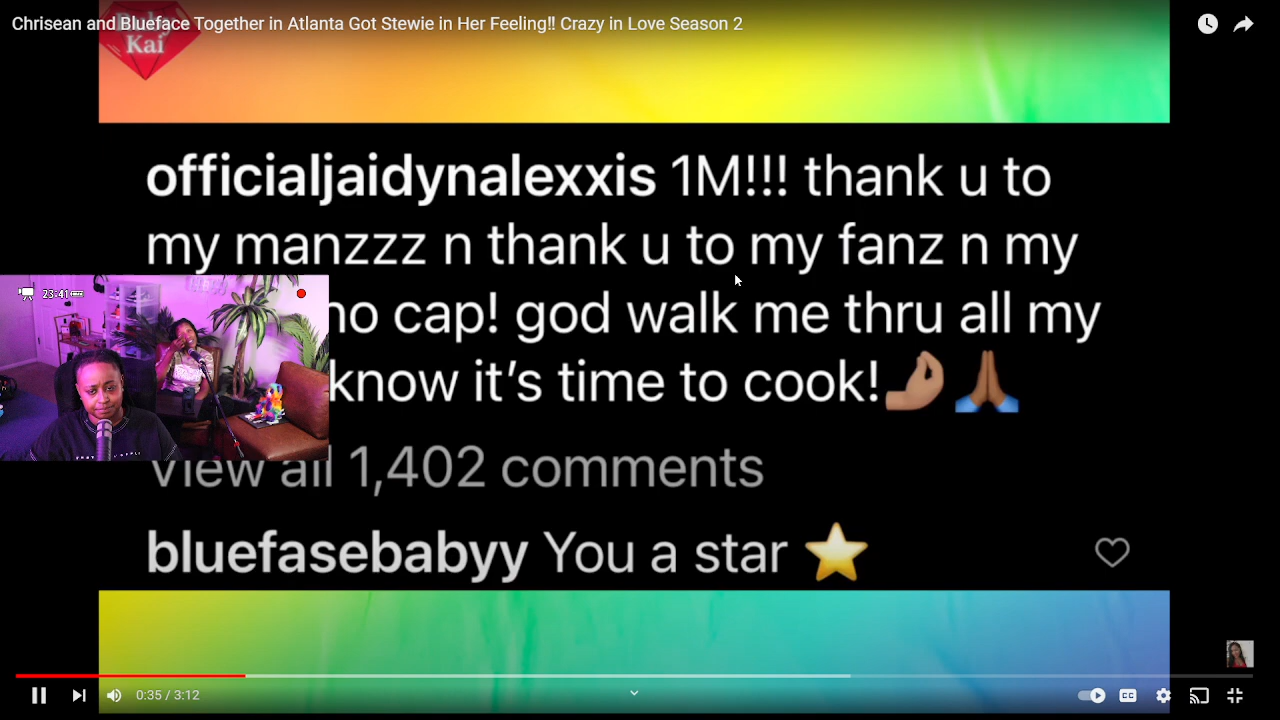 Chrisean and Blueface Together in Atlanta Got Stewie in Her Feeling!! Crazy in Love Season 2
Kai
officialjaidynalexxis 1M!!! thank u to
my manzzz n thank u to my fanz n my
no cap! god walk me thru all my
23:41
know it’s time to cook!🤌🏽🙏🏽
View all 1,402 comments
bluefasebabyy You a star ⭐
0:35 / 3:12
CC